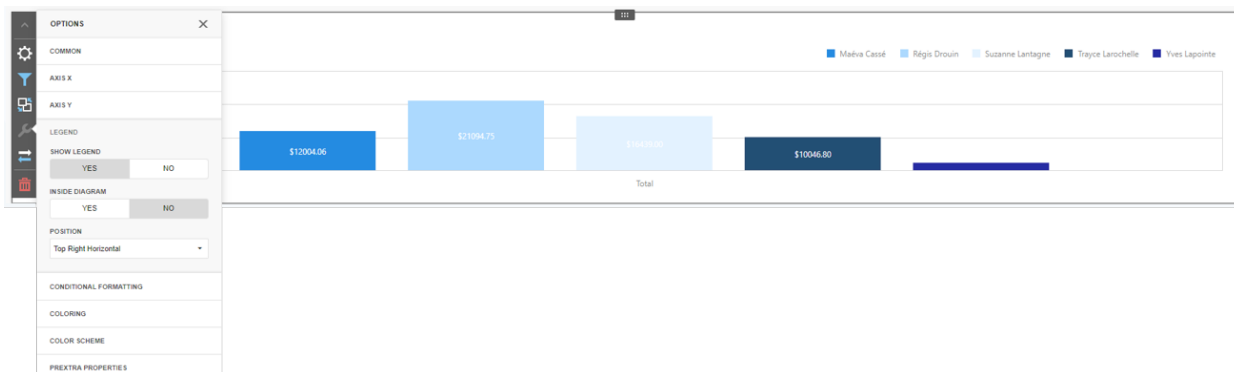 OPTIONS
COMMON
AXIS X
AXIS Y
LEGEND
SHOW LEGEND
YES NO
INSIDE DIAGRAM
YES NO
POSITION
Top Right Horizontal
CONDITIONAL FORMATTING
COLORING
COLOR SCHEME
PREXTRA PROPERTIES
Maéva Cassé Régis Drouin Suzanne Lantagne Trayce Larochelle Yves Lapointe
$12004.06
$21094.75
$10046.80
Total